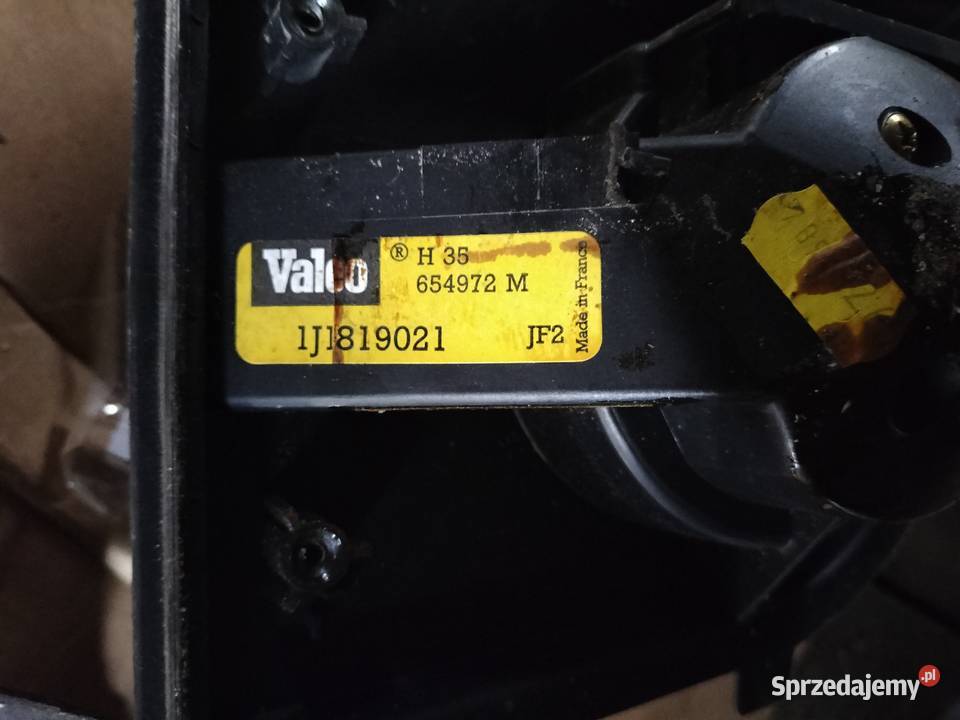 Valeo ® H 35
654972 M
1J1819021 JF2
Made in France
Sprzedajemy.pl